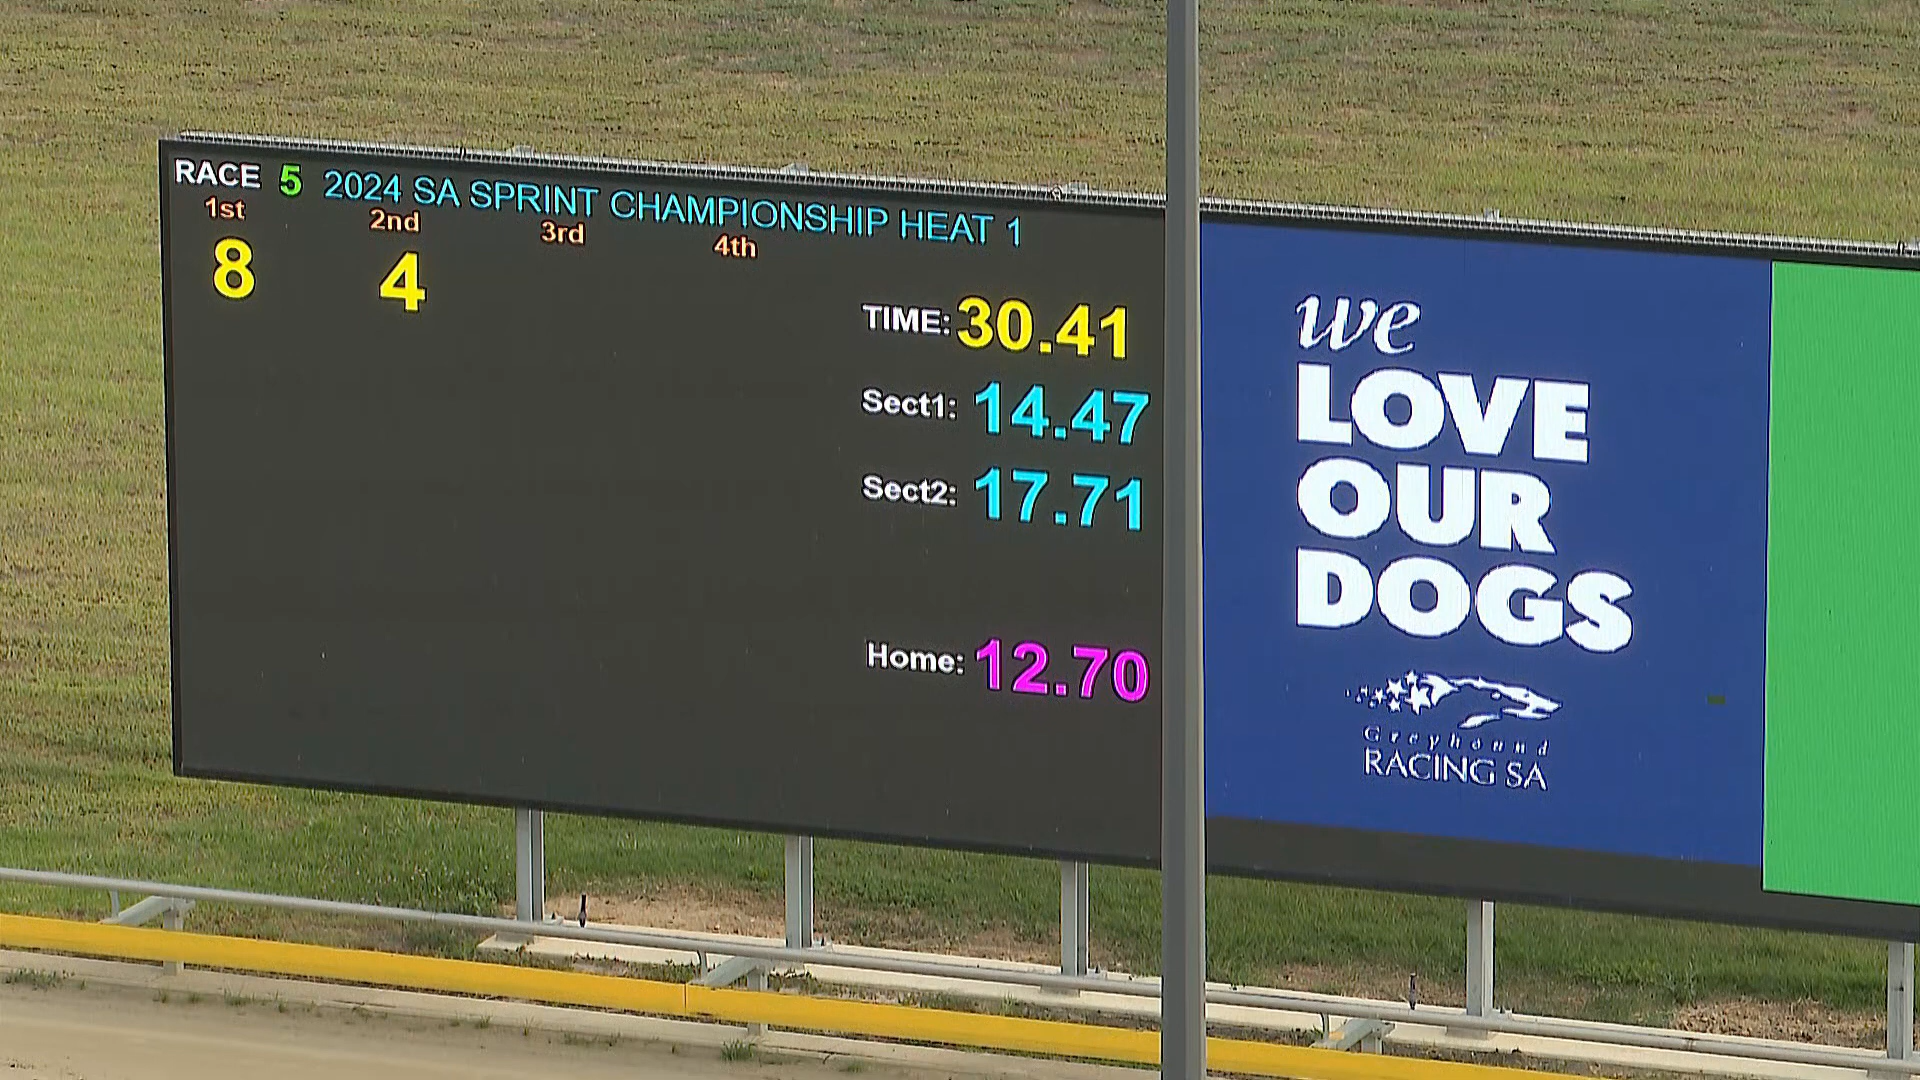 RACE 5 2024 SA SPRINT CHAMPIONSHIP HEAT 1
1st 2nd 3rd 4th
8 4
TIME: 30.41
Sect1: 14.47
Sect2: 17.71
Home: 12.70
we
LOVE
OUR
DOGS
Greyhound
RACING SA